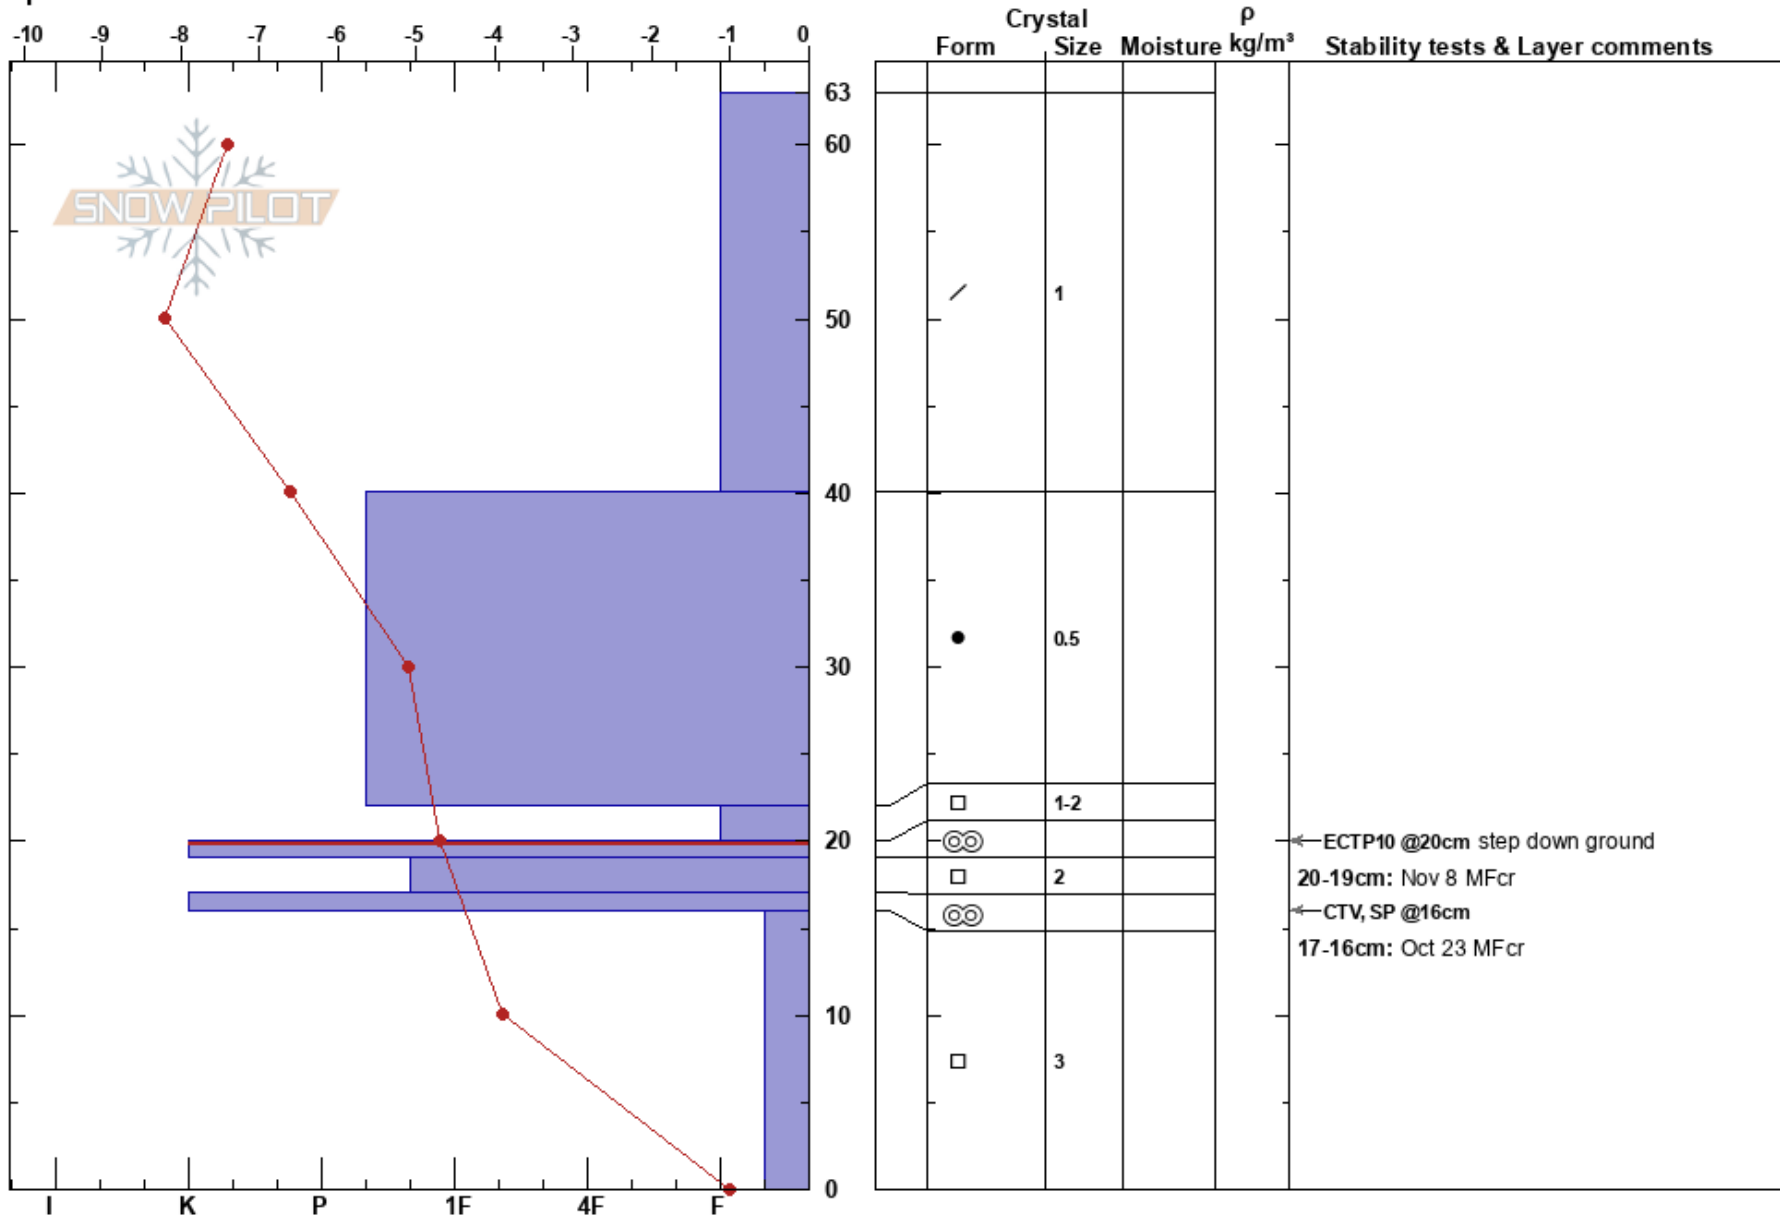 -10 -9 -8 -7 -6 -5 -4 -3 -2 -1 0
Crystal
ρ
Form Size Moisture kg/m³ Stability tests & Layer comments
63
60
SNOW PILOT
50
1
40
30
0.5
1-2
20
ECTP10 @20cm step down ground
2
20-19cm: Nov 8 MFcr
CTV, SP @16cm
17-16cm: Oct 23 MFcr
10
3
0
I K P 1F 4F F